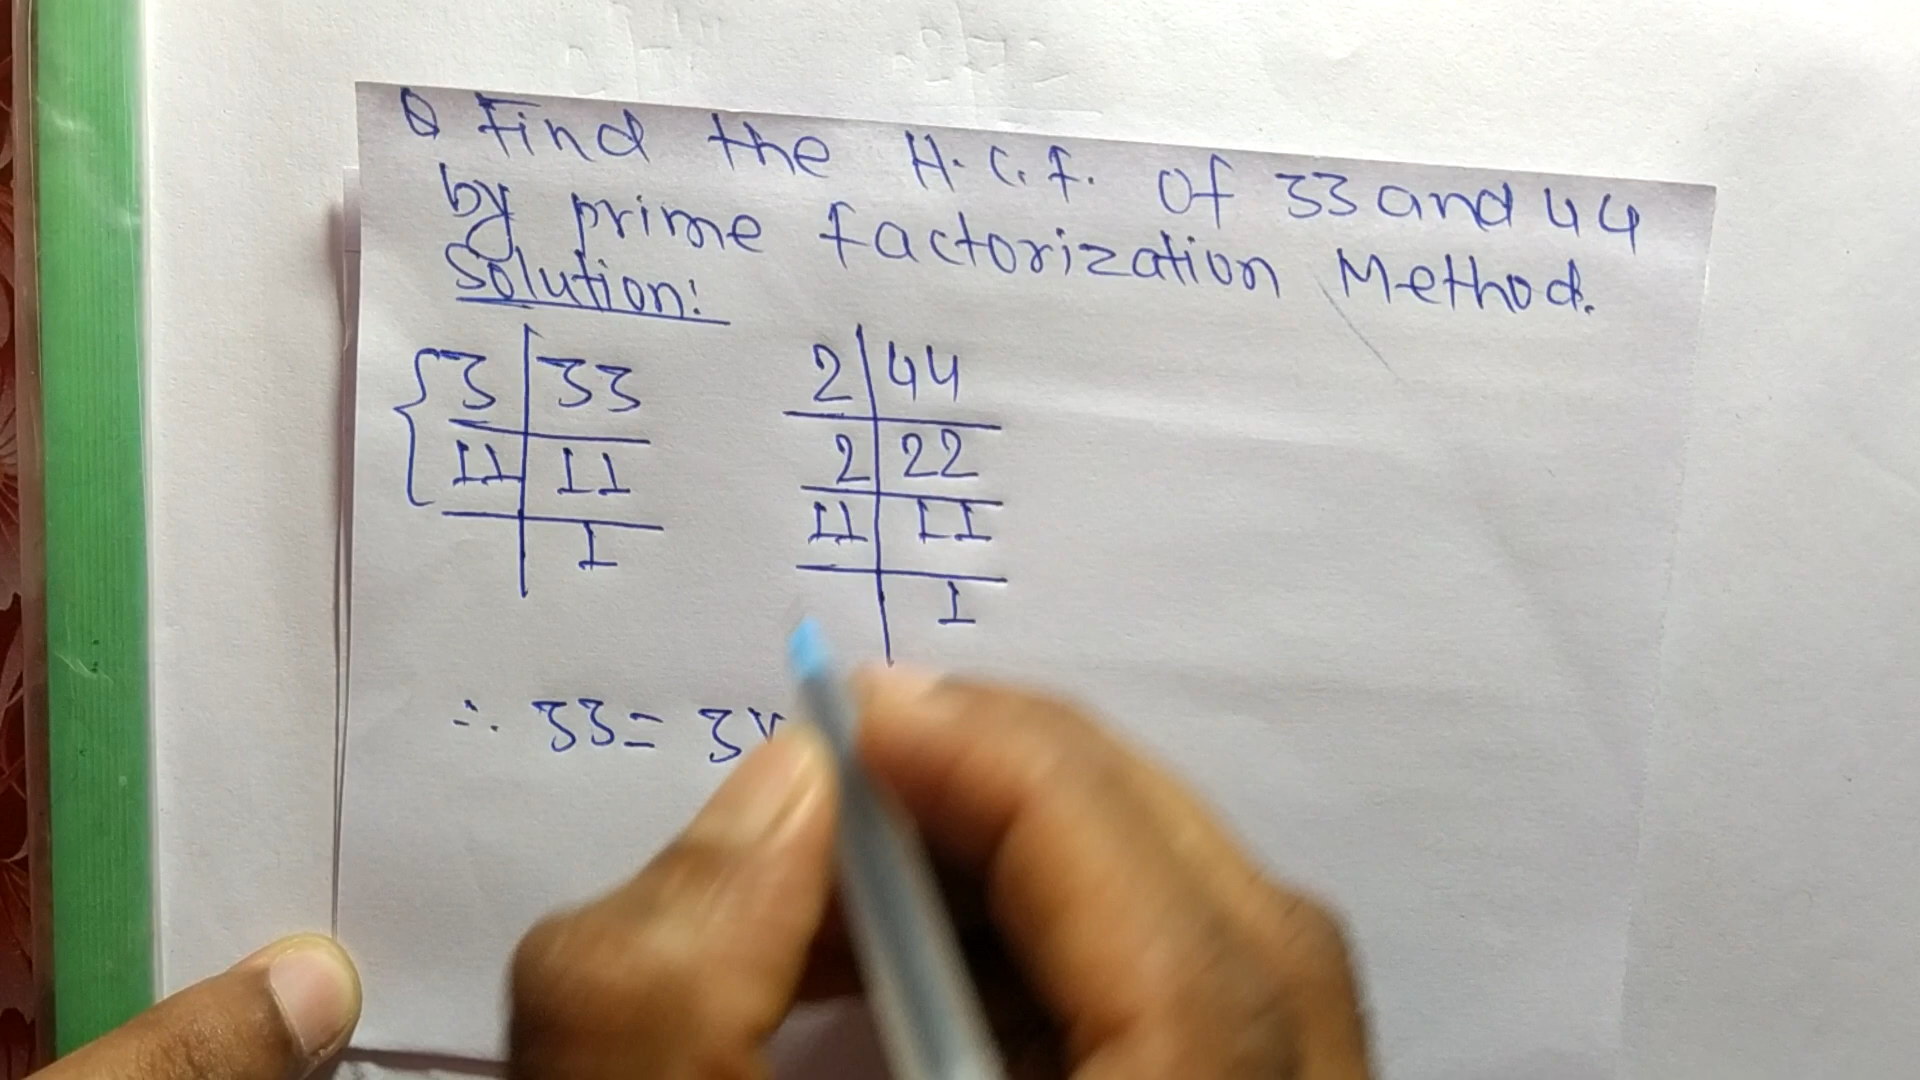 Q Find the H.C.F. of 33 and 44
by prime factorization Method.
Solution:
3 | 33
11 | 11
1
2 | 44
2 | 22
11 | 11
1
∴ 33 = 3×